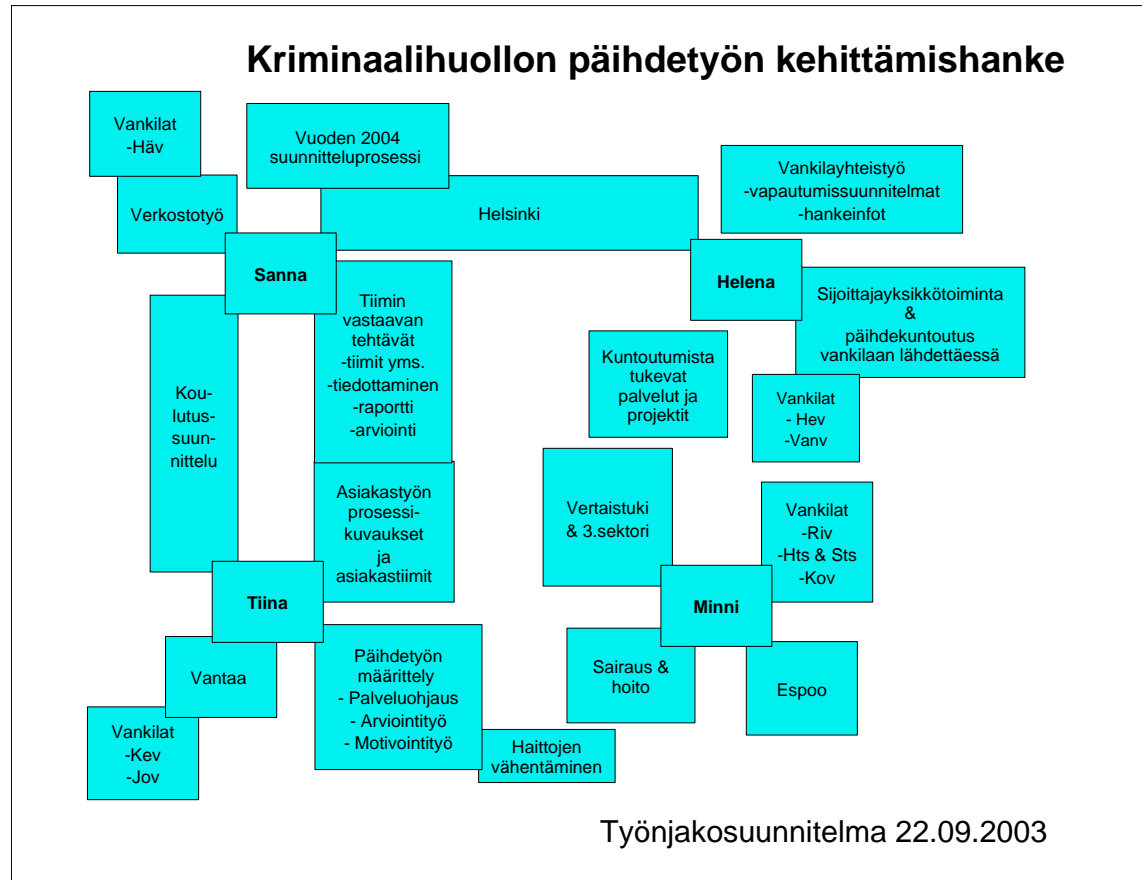 Kriminaalihuollon päihdetyön kehittämishanke
Vankilat
-Häv
Vuoden 2004
suunnitteluprosessi
Vankilayhteistyö
-vapautumissuunnitelmat
-hankeinfot
Verkostotyö
Helsinki
Sanna
Helena
Tiimin
vastaavan
tehtävät
-tiimit yms.
-tiedottaminen
-raportti
-arviointi
Sijoittajayksikkötoiminta
&
päihdekuntoutus
vankilaan lähdettäessä
Kuntoutumista
tukevat
palvelut ja
projektit
Kou-
lutus-
suun-
nittelu
Vankilat
- Hev
-Vanv
Asiakastyön
prosessi-
kuvaukset
ja
asiakastiimit
Vertaistuki
& 3.sektori
Vankilat
-Riv
-Hts & Sts
-Kov
Tiina
Minni
Vantaa
Päihdetyön
määrittely
- Palveluohjaus
- Arviointityö
- Motivointityö
Sairaus &
hoito
Espoo
Vankilat
-Kev
-Jov
Haittojen
vähentäminen
Työnjakosuunnitelma 22.09.2003